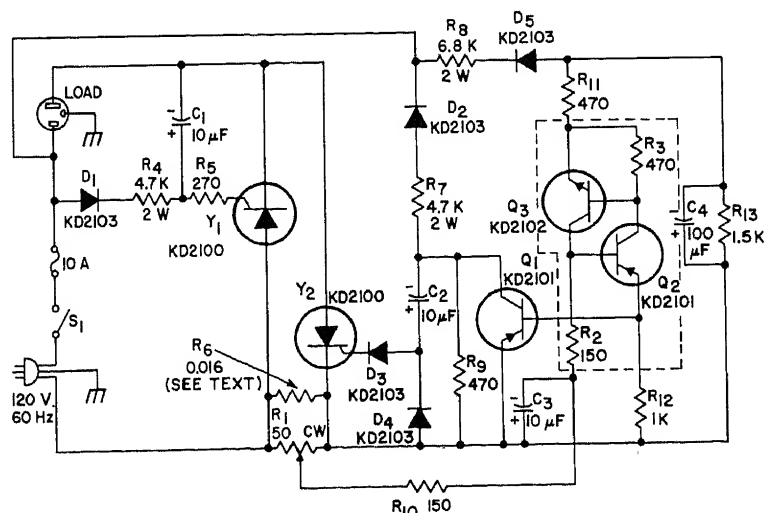 LOAD
C1
10 µF
-
+
R4
4.7 K
2 W
R5
270
D1
KD2103
Y1
KD2100
10 A
S1
120 V
60 Hz
Y2
KD2100
R6
0.016
(SEE TEXT)
R1
50
CW
D3
KD2103
D4
KD2103
R8
6.8 K
2 W
D5
KD2103
D2
KD2103
R7
4.7 K
2 W
-
+
C2
10 µF
R9
470
Q1
KD2101
C3
10 µF
-
+
R10 150
R11
470
R3
470
Q3
KD2102
Q2
KD2101
R2
150
R12
1K
-
+
C4
100
µF
R13
1.5 K